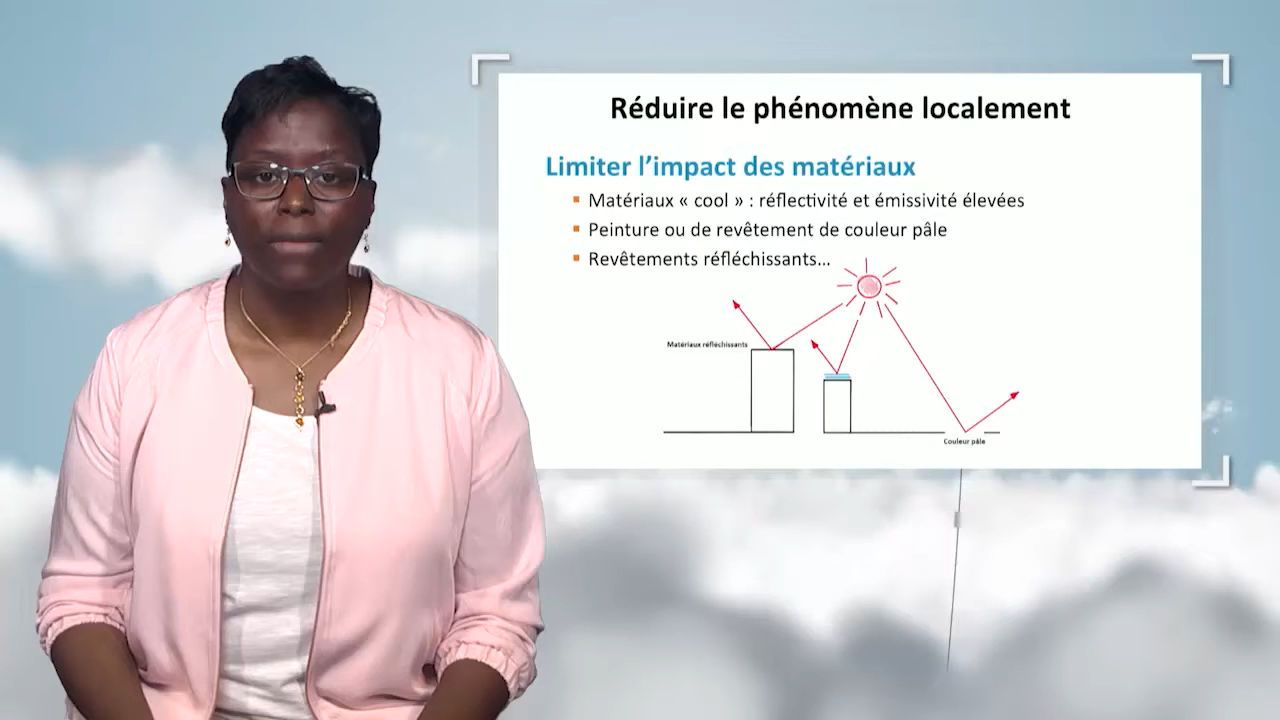 Réduire le phénomène localement
Limiter l’impact des matériaux
Matériaux « cool » : réflectivité et émissivité élevées
Peinture ou de revêtement de couleur pâle
Revêtements réfléchissants…
Matériaux réfléchissants
Couleur pâle